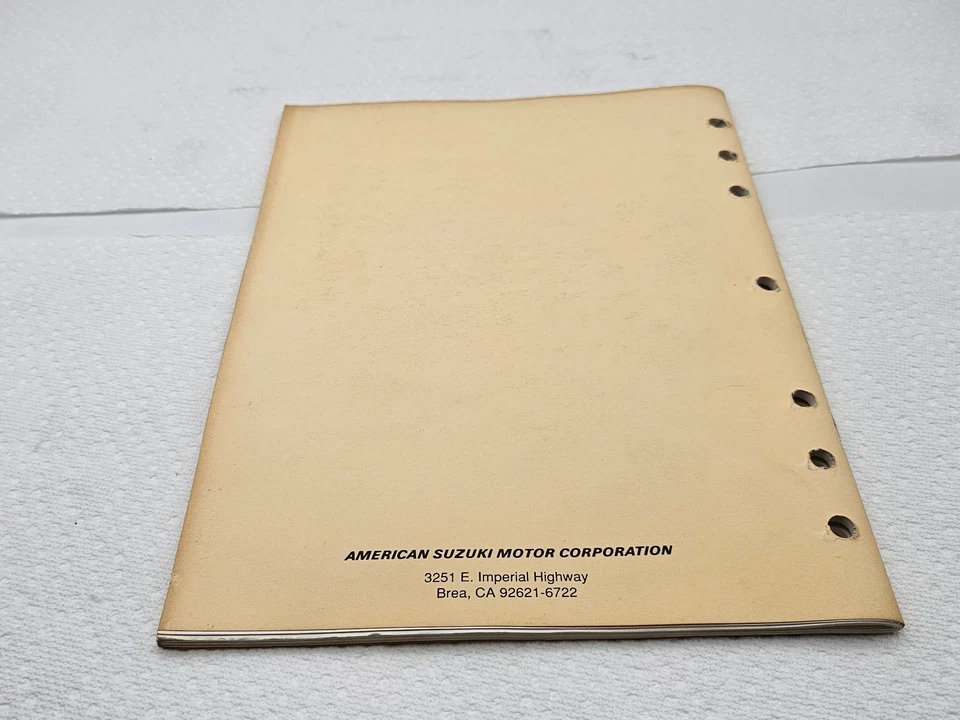 AMERICAN SUZUKI MOTOR CORPORATION
3251 E. Imperial Highway
Brea, CA 92621-6722